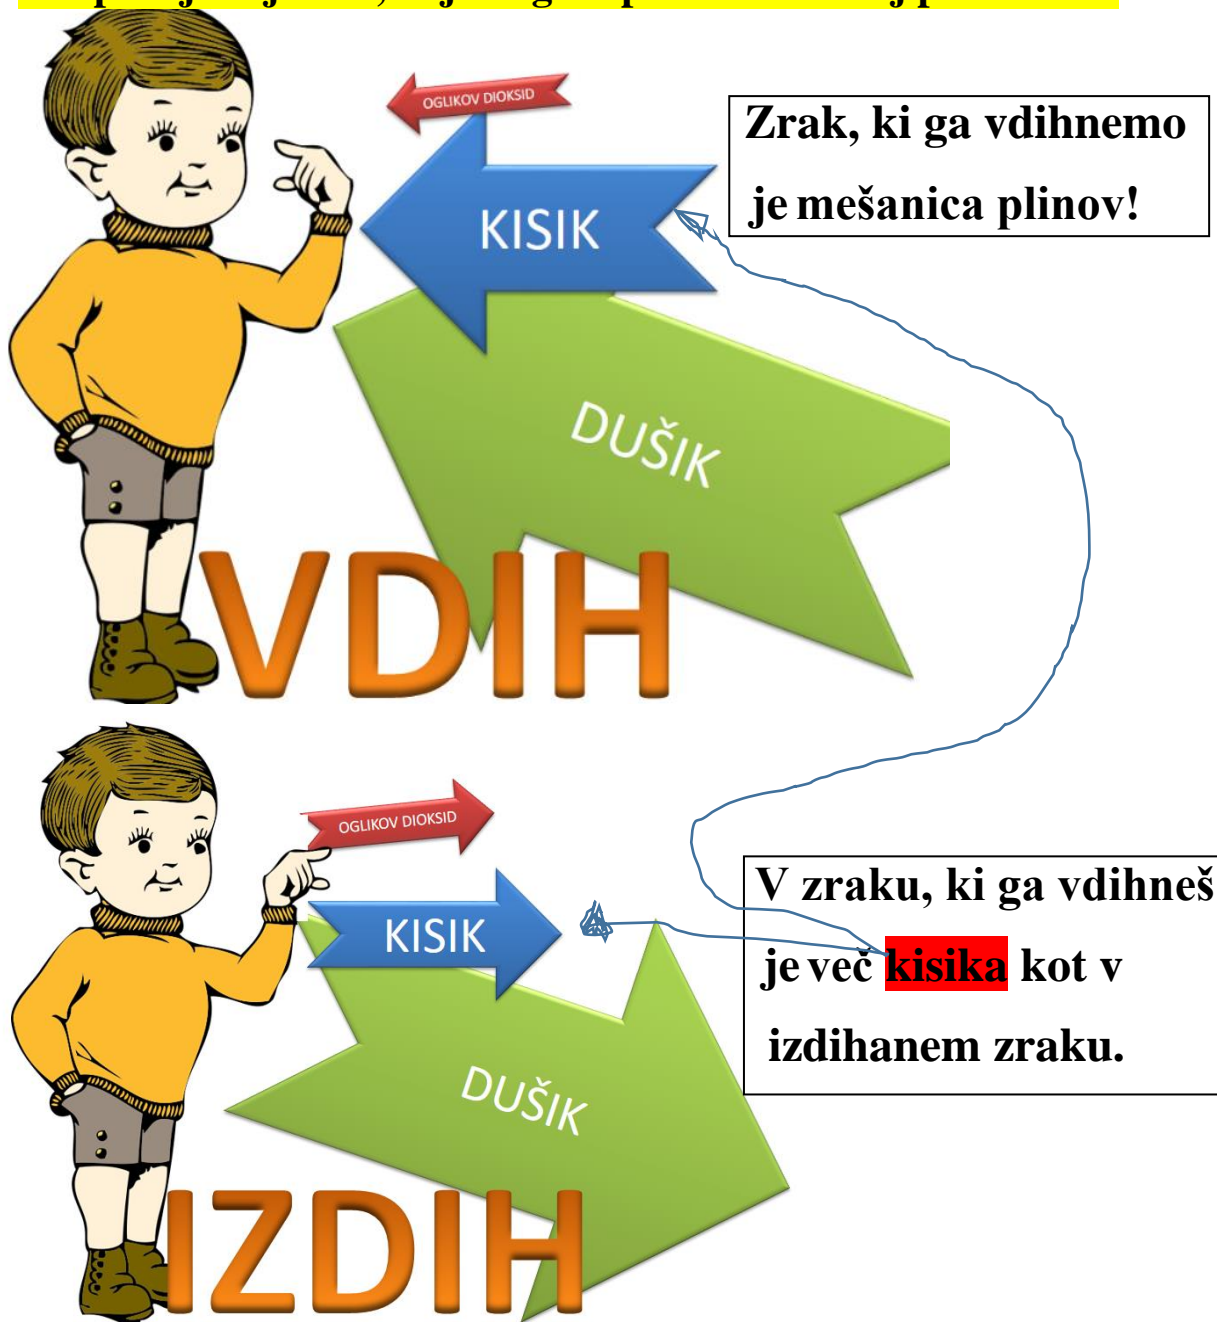 OGLIKOV DIOKSID
Zrak, ki ga vdihnemo
je mešanica plinov!
KISIK
DUŠIK
VDIH
OGLIKOV DIOKSID
V zraku, ki ga vdihneš
je več kisika kot v
izdihanem zraku.
KISIK
DUŠIK
IZDIH